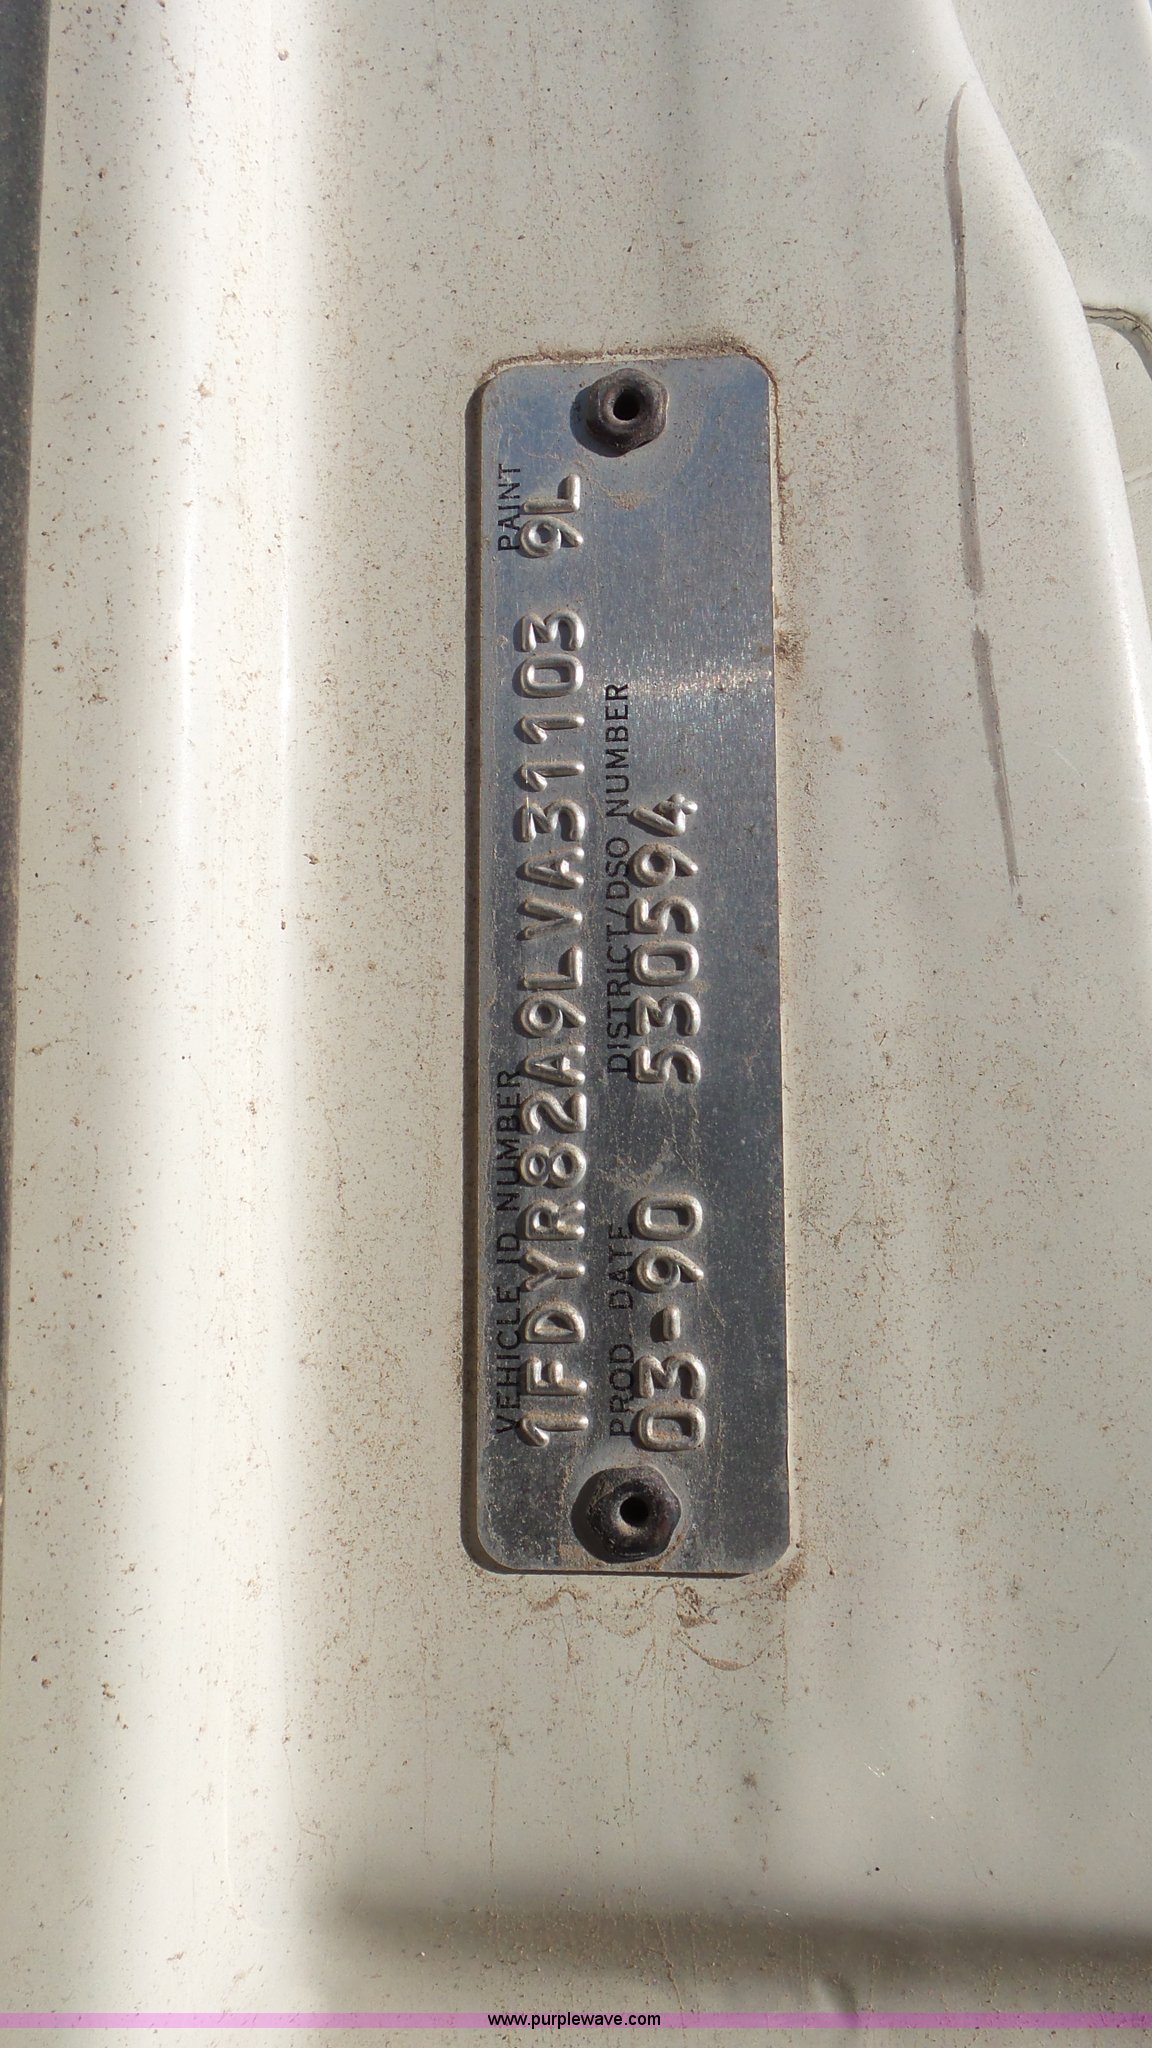 VEHICLE ID NUMBER PAINT
1FDYR82A9LVA31103 9L
PROD DATE DISTRICT/DSO NUMBER
03-90 530594
www.purplewave.com